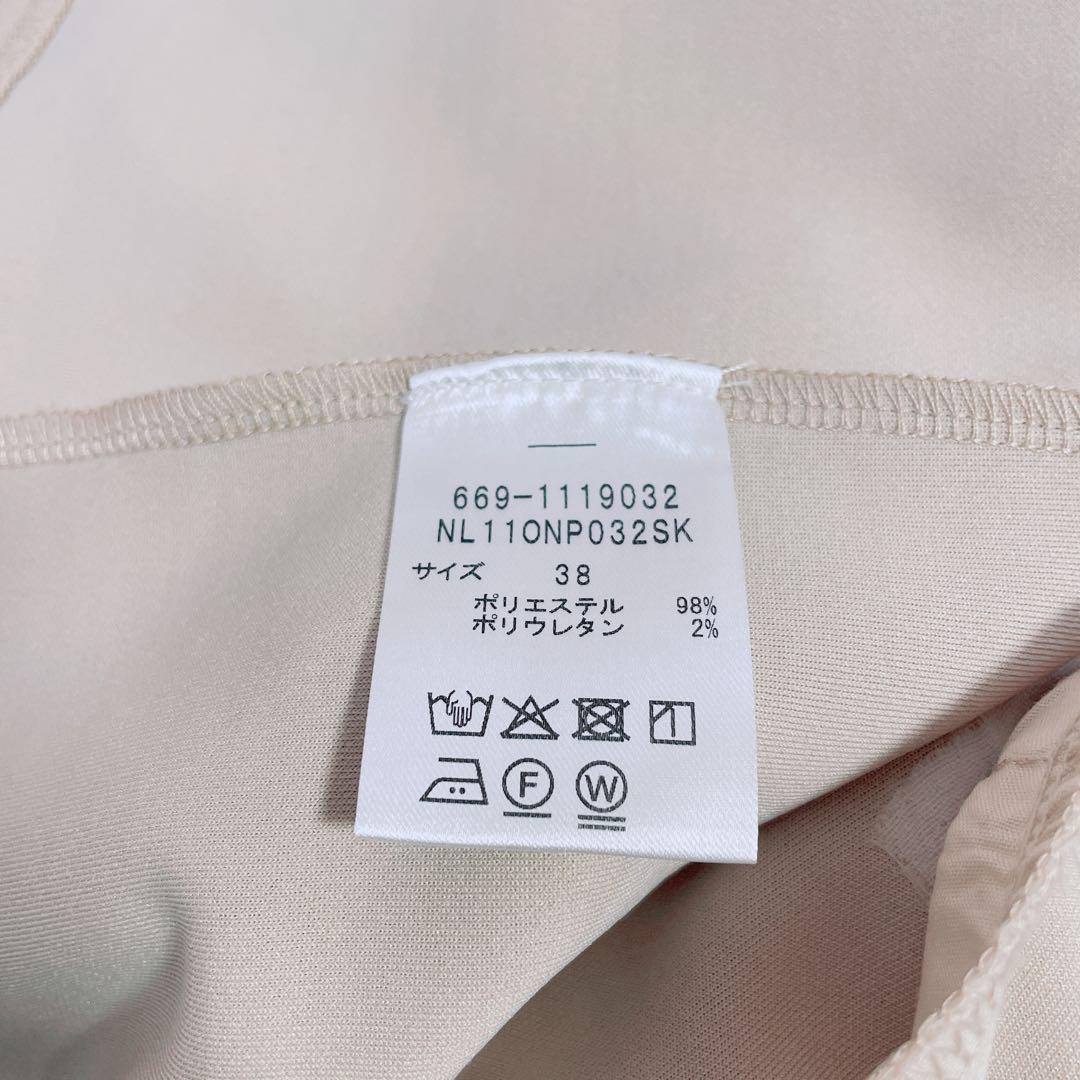 669-1119032
NL110NP032SK
サイズ 38
ポリエステル 98%
ポリウレタン 2%
F W